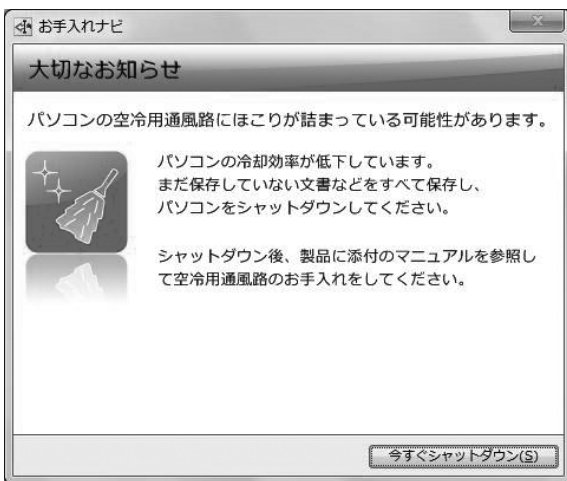 お手入れナビ
大切なお知らせ
パソコンの空冷用通風路にほこりが詰まっている可能性があります。
パソコンの冷却効率が低下しています。
まだ保存していない文書などをすべて保存し、
パソコンをシャットダウンしてください。
シャットダウン後、製品に添付のマニュアルを参照し
て空冷用通風路のお手入れをしてください。
今すぐシャットダウン(S)